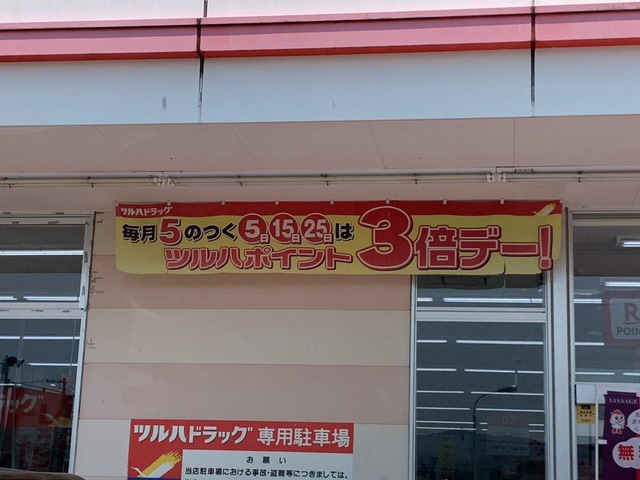 ツルハドラッグ
毎月5のつく5日15日25日は
ツルハポイント3倍デー!
ツルハドラッグ専用駐車場
お願い
当店駐車場における事故・盗難等につきましては、
R
POIN
LISSAGE
無